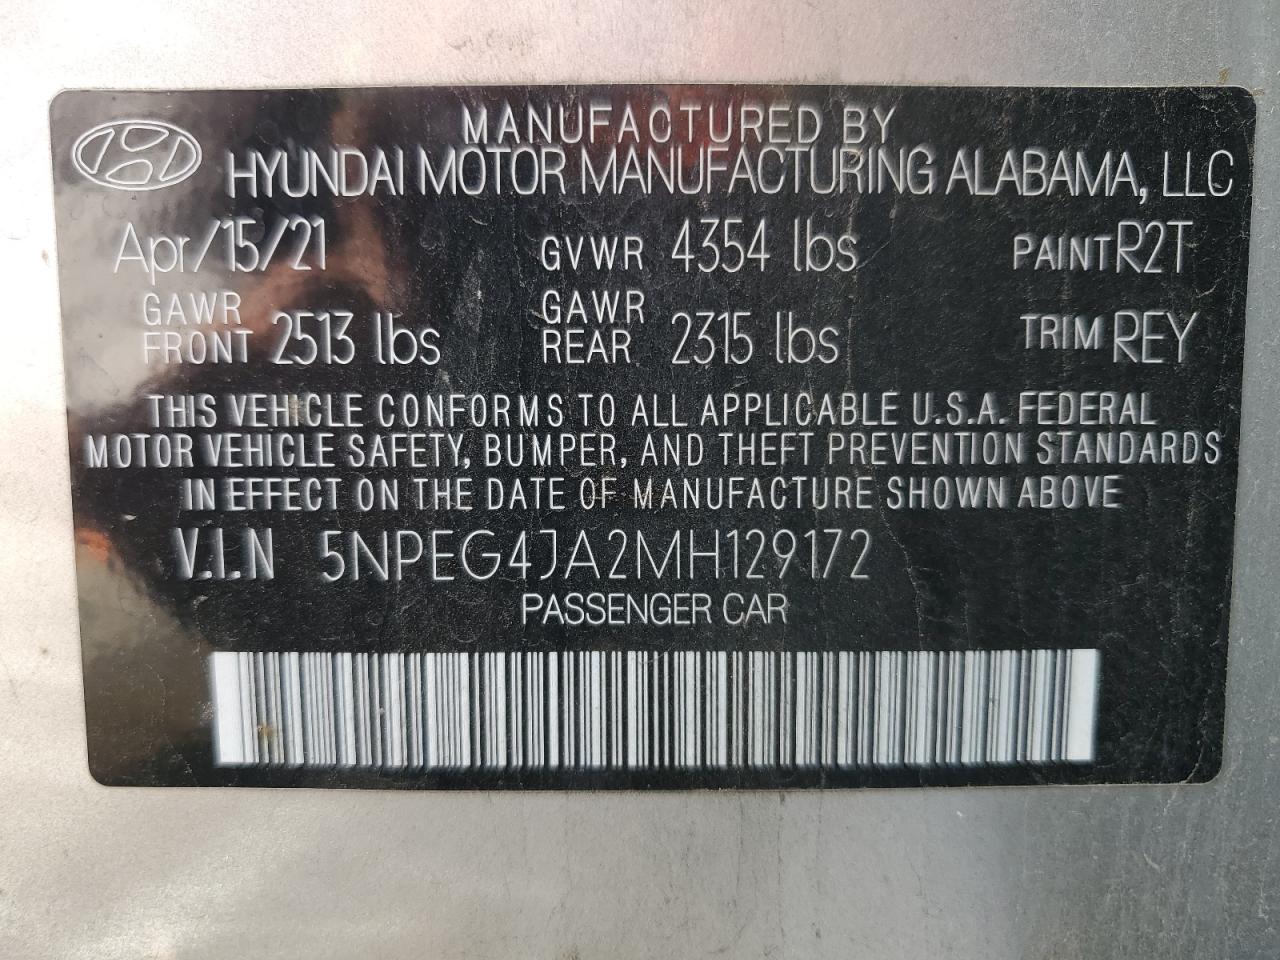 MANUFACTURED BY
HYUNDAI MOTOR MANUFACTURING ALABAMA, LLC
Apr/15/21 GVWR 4354 lbs PAINT R2T
GAWR FRONT 2513 lbs GAWR REAR 2315 lbs TRIM REY
THIS VEHICLE CONFORMS TO ALL APPLICABLE U.S.A. FEDERAL
MOTOR VEHICLE SAFETY, BUMPER, AND THEFT PREVENTION STANDARDS
IN EFFECT ON THE DATE OF MANUFACTURE SHOWN ABOVE
V.I.N 5NPEG4JA2MH129172
PASSENGER CAR